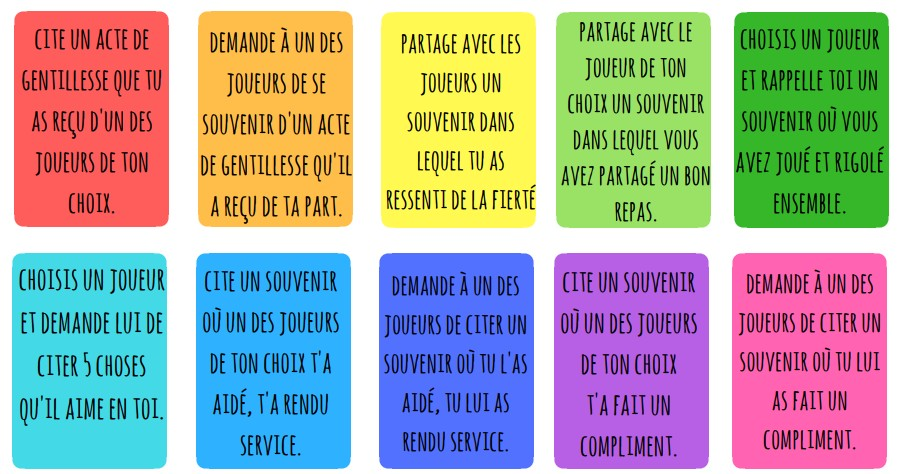 CITE UN ACTE DE
GENTILLESSE QUE TU
AS REÇU D'UN DES
JOUEURS DE TON
CHOIX.
DEMANDE À UN DES
JOUEURS DE SE
SOUVENIR D'UN ACTE
DE GENTILLESSE QU'IL
A REÇU DE TA PART.
PARTAGE AVEC LES
JOUEURS UN
SOUVENIR DANS
LEQUEL TU AS
RESSENTI DE LA FIERTÉ
PARTAGE AVEC LE
JOUEUR DE TON
CHOIX UN SOUVENIR
DANS LEQUEL VOUS
AVEZ PARTAGÉ UN BON
REPAS.
CHOISIS UN JOUEUR
ET RAPPELLE TOI UN
SOUVENIR OÙ VOUS
AVEZ JOUÉ ET RIGOLÉ
ENSEMBLE.
CHOISIS UN JOUEUR
ET DEMANDE LUI DE
CITER 5 CHOSES
QU'IL AIME EN TOI.
CITE UN SOUVENIR
OÙ UN DES JOUEURS
DE TON CHOIX T'A
AIDÉ, T'A RENDU
SERVICE.
DEMANDE À UN DES
JOUEURS DE CITER UN
SOUVENIR OÙ TU L'AS
AIDÉ, TU LUI AS
RENDU SERVICE.
CITE UN SOUVENIR
OÙ UN DES JOUEURS
DE TON CHOIX
T'A FAIT UN
COMPLIMENT.
DEMANDE À UN DES
JOUEURS DE CITER UN
SOUVENIR OÙ TU LUI
AS FAIT UN
COMPLIMENT.